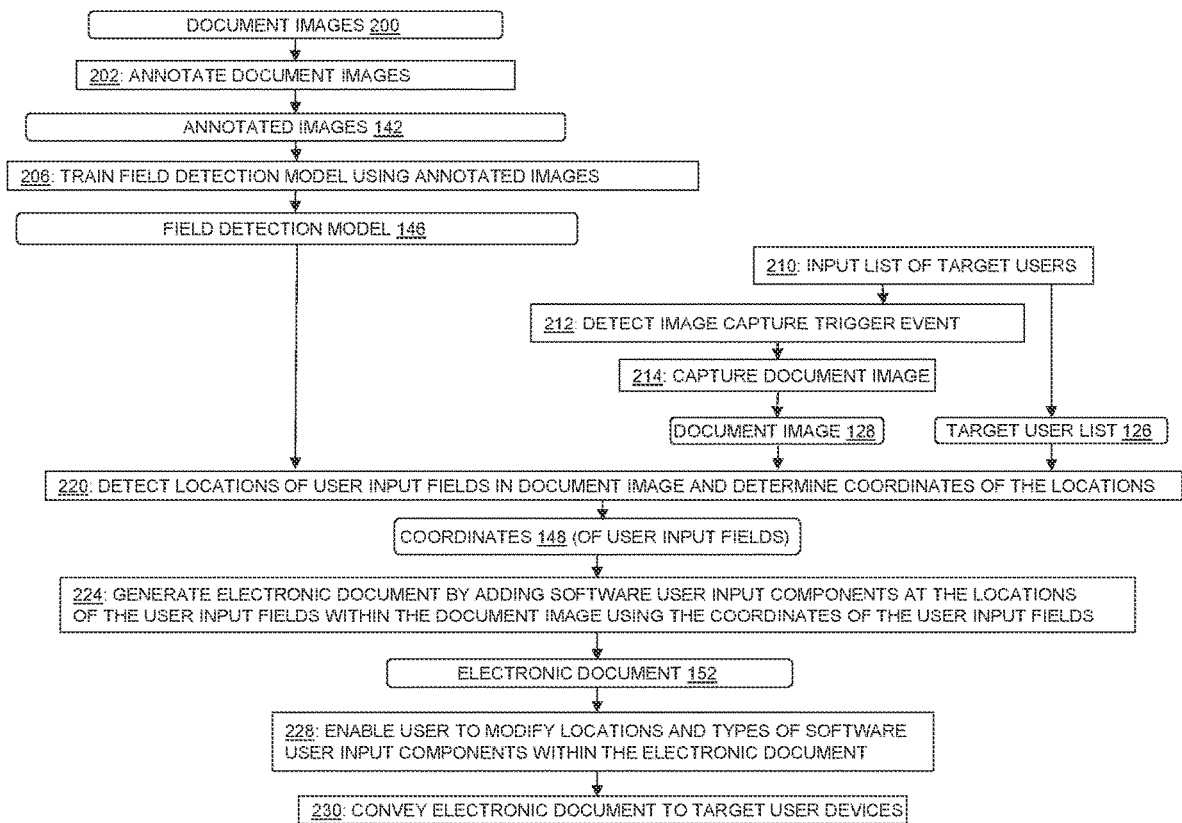 DOCUMENT IMAGES 200
202: ANNOTATE DOCUMENT IMAGES
ANNOTATED IMAGES 142
206: TRAIN FIELD DETECTION MODEL USING ANNOTATED IMAGES
FIELD DETECTION MODEL 146
210: INPUT LIST OF TARGET USERS
212: DETECT IMAGE CAPTURE TRIGGER EVENT
214: CAPTURE DOCUMENT IMAGE
DOCUMENT IMAGE 128
TARGET USER LIST 126
220: DETECT LOCATIONS OF USER INPUT FIELDS IN DOCUMENT IMAGE AND DETERMINE COORDINATES OF THE LOCATIONS
COORDINATES 148 (OF USER INPUT FIELDS)
224: GENERATE ELECTRONIC DOCUMENT BY ADDING SOFTWARE USER INPUT COMPONENTS AT THE LOCATIONS
OF THE USER INPUT FIELDS WITHIN THE DOCUMENT IMAGE USING THE COORDINATES OF THE USER INPUT FIELDS
ELECTRONIC DOCUMENT 152
228: ENABLE USER TO MODIFY LOCATIONS AND TYPES OF SOFTWARE
USER INPUT COMPONENTS WITHIN THE ELECTRONIC DOCUMENT
230: CONVEY ELECTRONIC DOCUMENT TO TARGET USER DEVICES